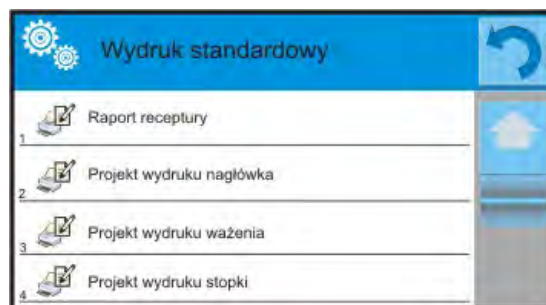 Wydruk standardowy
1 Raport receptury
2 Projekt wydruku nagłówka
3 Projekt wydruku ważenia
4 Projekt wydruku stopki